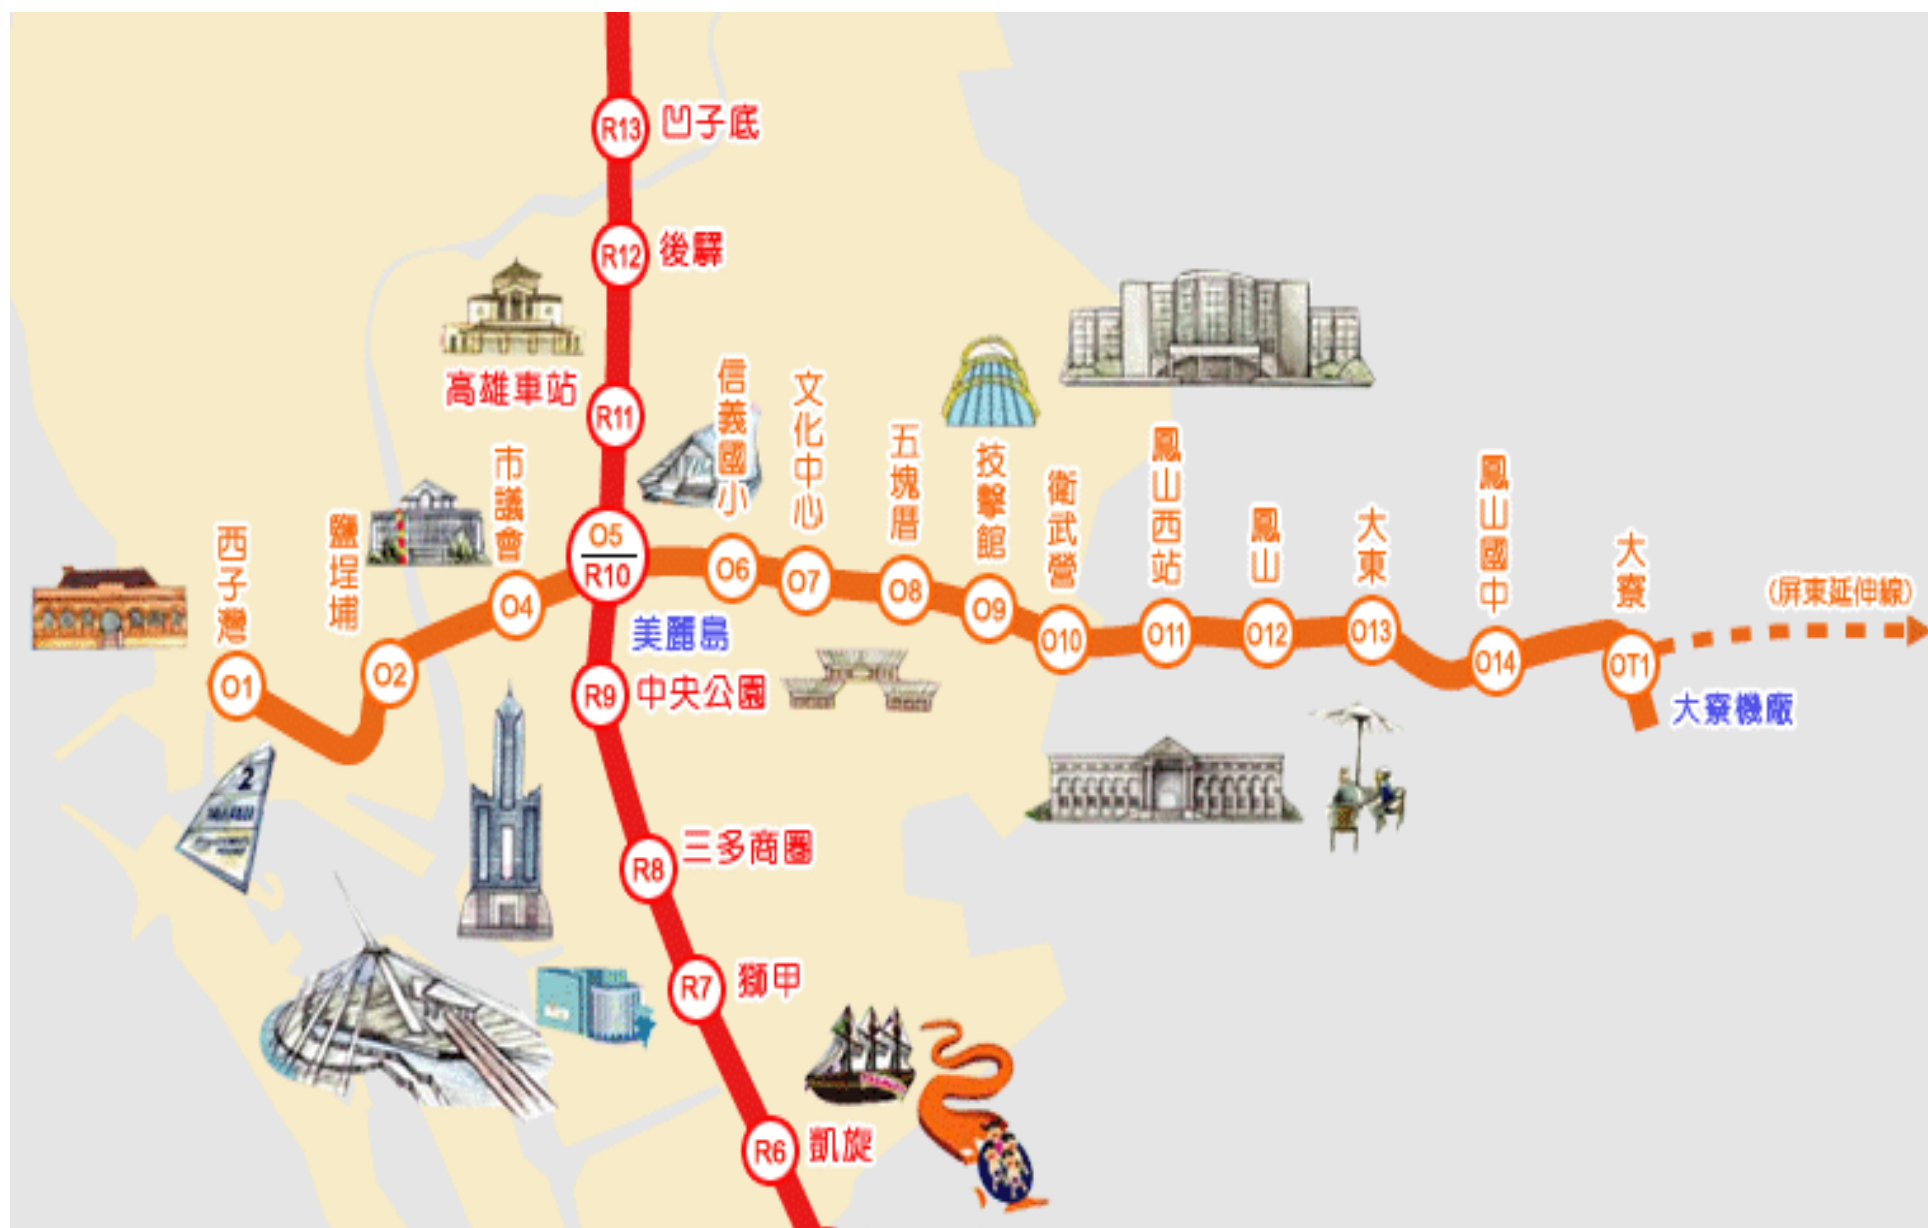 R13 凹子底
R12 後驛
高雄車站 R11
O5
R10
美麗島
R9 中央公園
R8 三多商圈
R7 獅甲
R6 凱旋
西子灣
O1
鹽埕埔
O2
市議會
O4
信義國小
O6
文化中心
O7
五塊厝
O8
技擊館
O9
衛武營
O10
鳳山西站
O11
鳳山
O12
大東
O13
鳳山國中
O14
大寮
OT1
(屏東延伸線)
大寮機廠
2